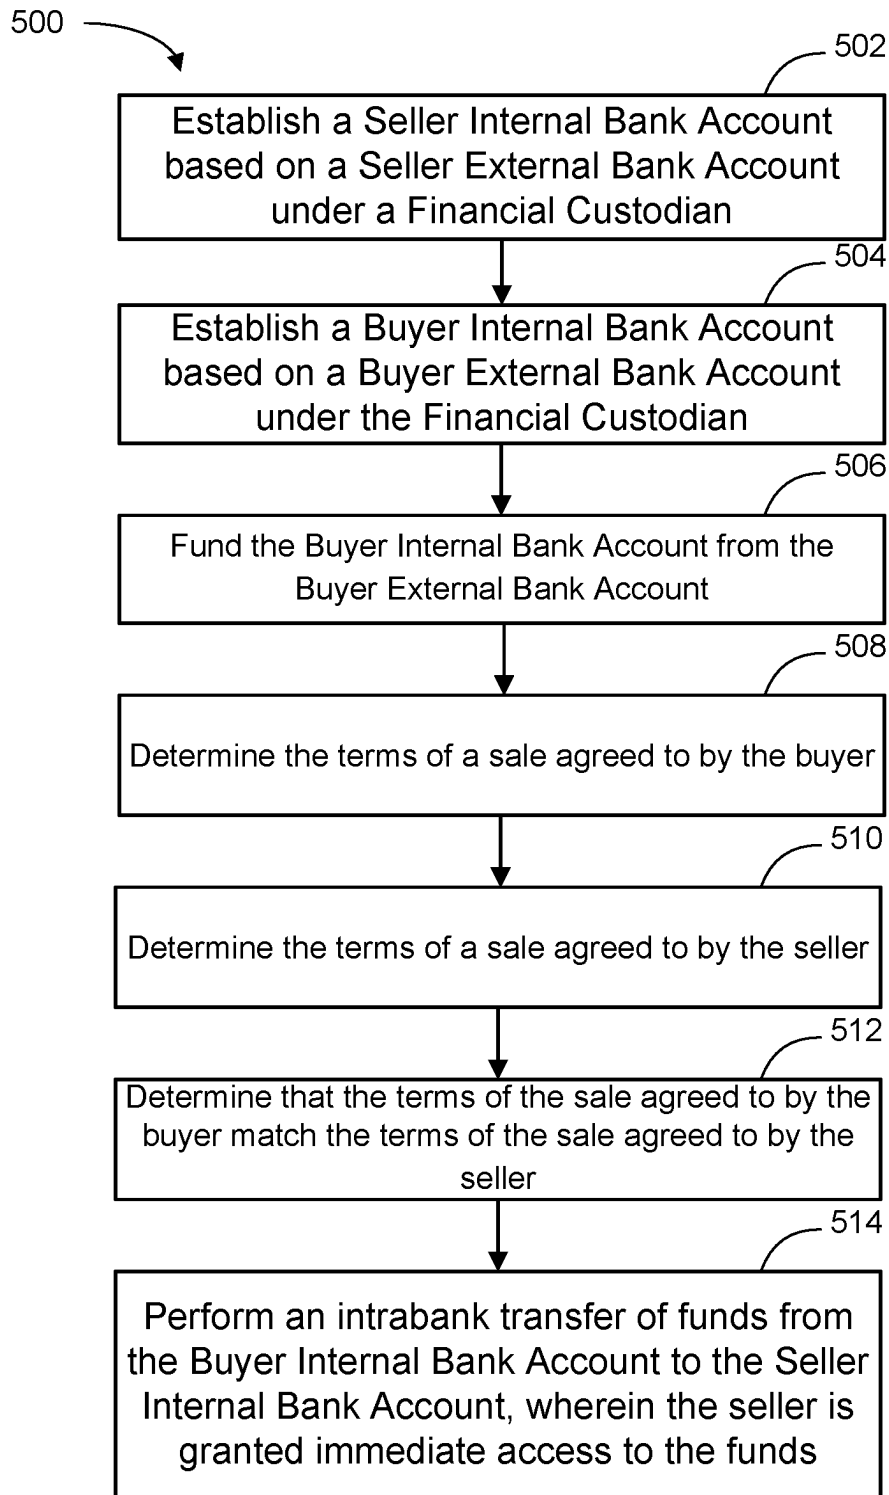 500
502
Establish a Seller Internal Bank Account
based on a Seller External Bank Account
under a Financial Custodian
504
Establish a Buyer Internal Bank Account
based on a Buyer External Bank Account
under the Financial Custodian
506
Fund the Buyer Internal Bank Account from the
Buyer External Bank Account
508
Determine the terms of a sale agreed to by the buyer
510
Determine the terms of a sale agreed to by the seller
512
Determine that the terms of the sale agreed to by the
buyer match the terms of the sale agreed to by the
seller
514
Perform an intrabank transfer of funds from
the Buyer Internal Bank Account to the Seller
Internal Bank Account, wherein the seller is
granted immediate access to the funds